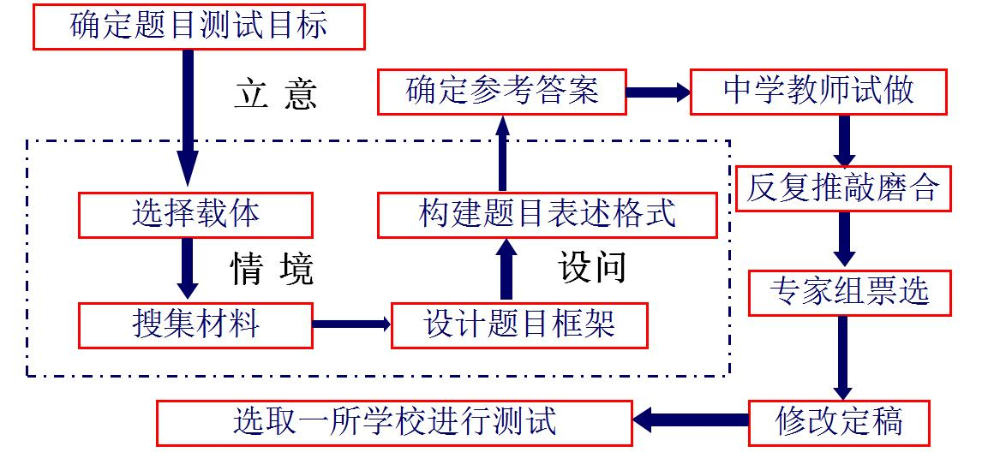 确定题目测试目标
立 意
选择载体
情 境
搜集材料
设计题目框架
设问
构建题目表述格式
确定参考答案
中学教师试做
反复推敲磨合
专家组票选
修改定稿
选取一所学校进行测试